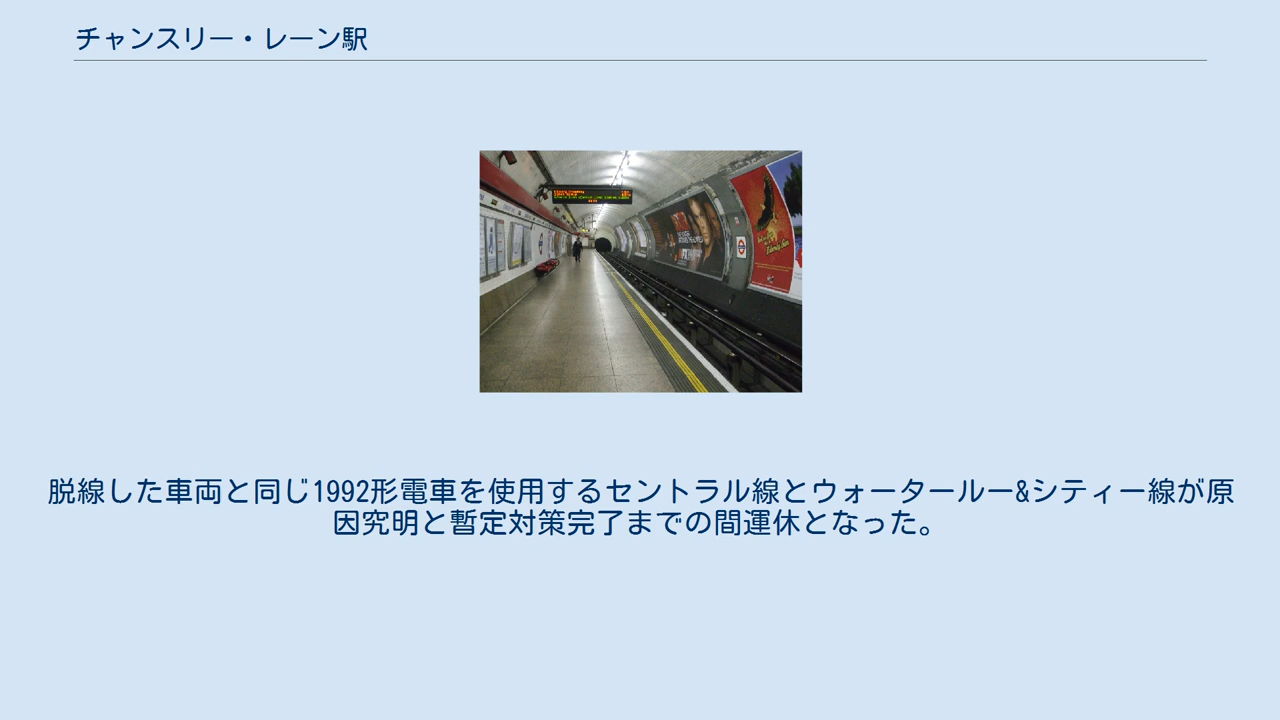 チャンスリー・レーン駅
脱線した車両と同じ1992形電車を使用するセントラル線とウォータールー&シティー線が原
因究明と暫定対策完了までの間運休となった。